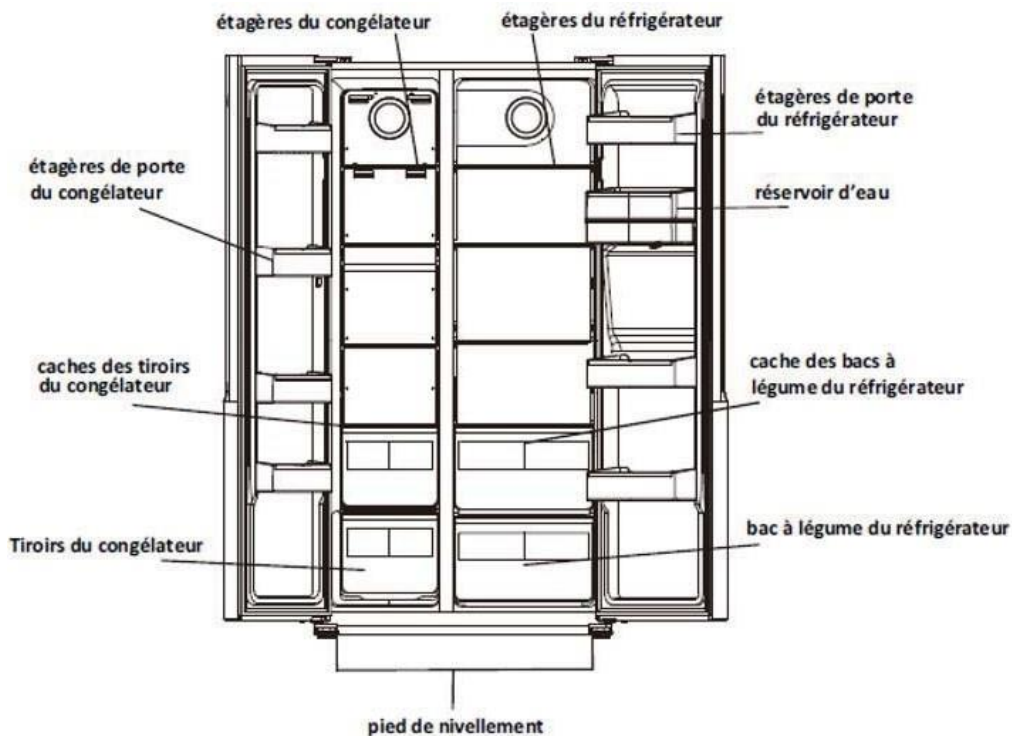 étagères du congélateur
étagères du réfrigérateur
étagères de porte
du réfrigérateur
étagères de porte
du congélateur
réservoir d'eau
caches des tiroirs
du congélateur
cache des bacs à
légume du réfrigérateur
Tiroirs du congélateur
bac à légume du réfrigérateur
pied de nivellement